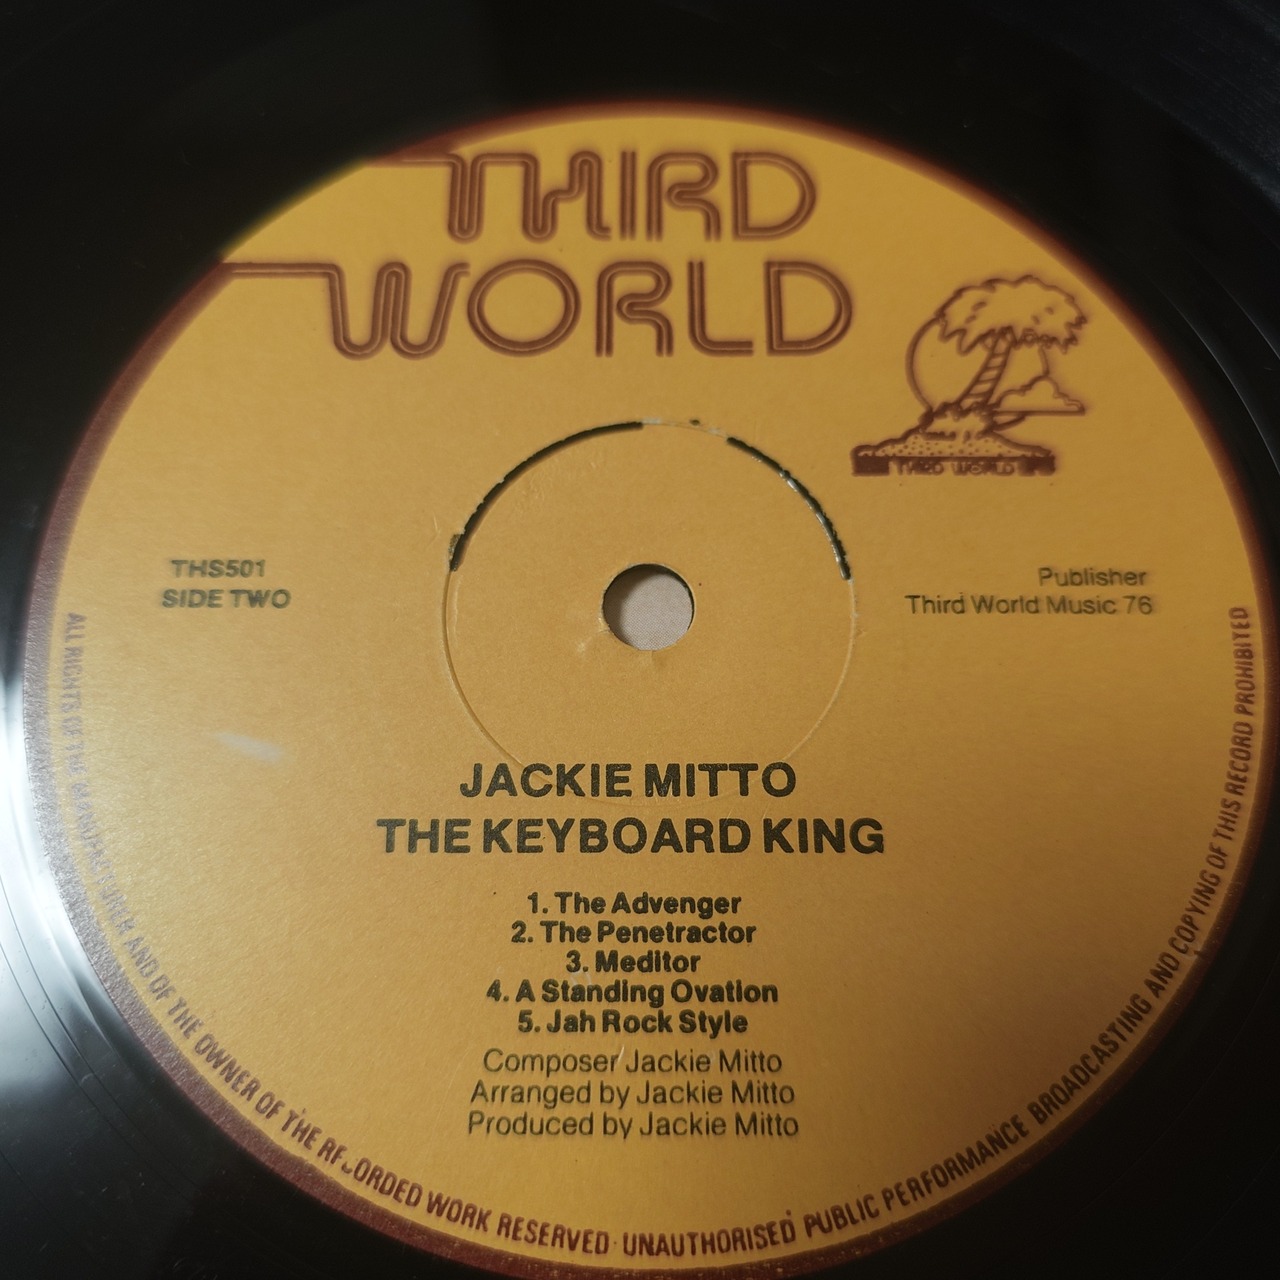 THIRD
WORLD
THIRD WORLD
THS501
SIDE TWO
Publisher
Third World Music 76
JACKIE MITTO
THE KEYBOARD KING
1. The Advenger
2. The Penetractor
3. Meditor
4. A Standing Ovation
5. Jah Rock Style
Composer Jackie Mitto
Arranged by Jackie Mitto
Produced by Jackie Mitto
ALL RIGHTS OF THE MANUFACTURER AND OF THE OWNER OF THE RECORDED WORK RESERVED · UNAUTHORISED PUBLIC PERFORMANCE BROADCASTING AND COPYING OF THIS RECORD PROHIBITED